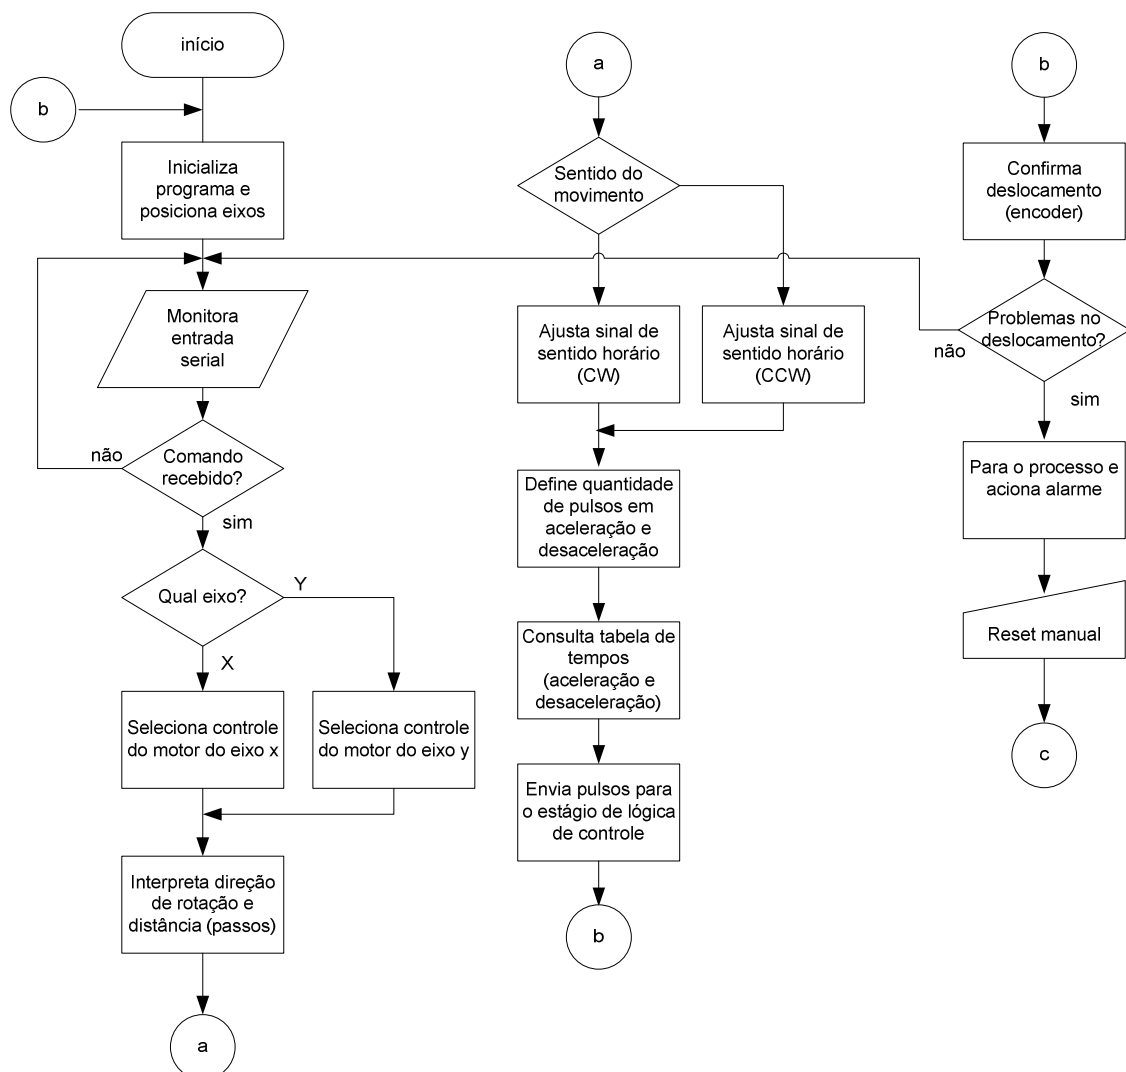 início
b
Inicializa
programa e
posiciona eixos
Monitora
entrada
serial
Comando
recebido?
não
sim
Qual eixo?
Y
X
Seleciona controle
do motor do eixo x
Seleciona controle
do motor do eixo y
Interpreta direção
de rotação e
distância (passos)
a
a
Sentido do
movimento
Ajusta sinal de
sentido horário
(CW)
Ajusta sinal de
sentido horário
(CCW)
Define quantidade
de pulsos em
aceleração e
desaceleração
Consulta tabela de
tempos
(aceleração e
desaceleração)
Envia pulsos para
o estágio de lógica
de controle
b
b
Confirma
deslocamento
(encoder)
Problemas no
deslocamento?
não
sim
Para o processo e
aciona alarme
Reset manual
c